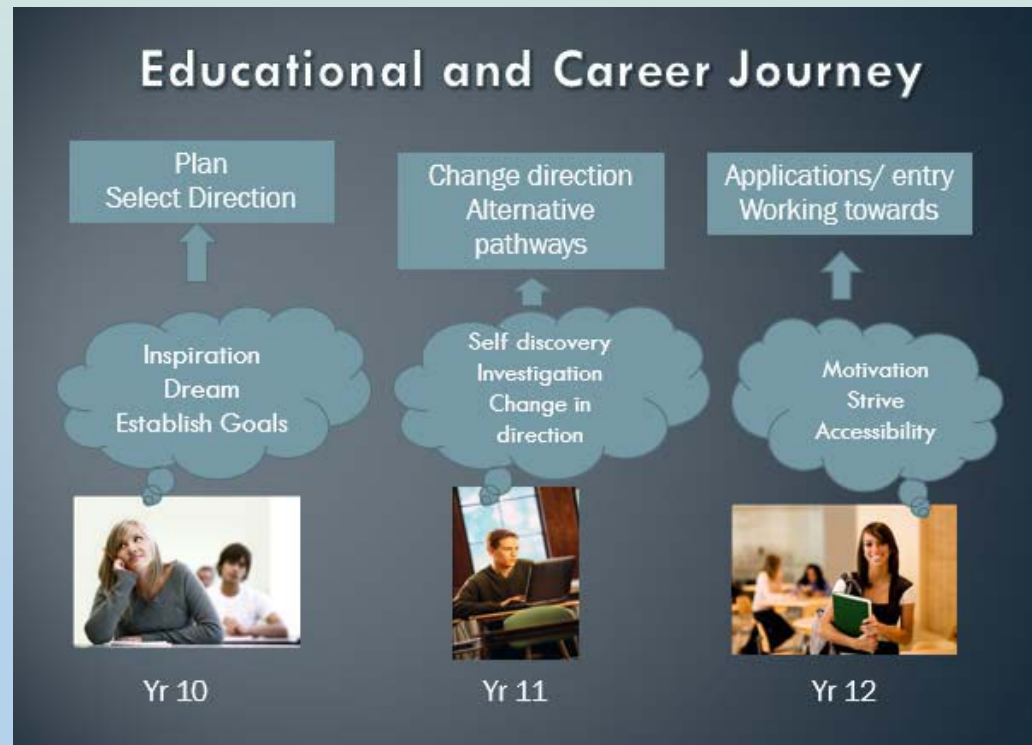 Educational and Career Journey
Plan
Select Direction
Change direction
Alternative
pathways
Applications/ entry
Working towards
Inspiration
Dream
Establish Goals
Self discovery
Investigation
Change in
direction
Motivation
Strive
Accessibility
Yr 10
Yr 11
Yr 12